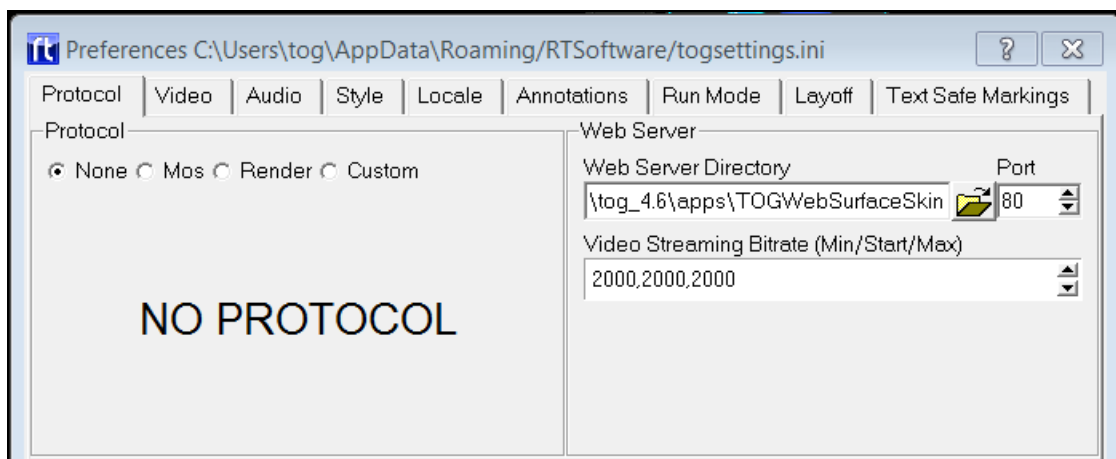 ft Preferences C:\Users\tog\AppData\Roaming/RTSoftware/togsettings.ini
Protocol Video Audio Style Locale Annotations Run Mode Layoff Text Safe Markings
Protocol
None Mos Render Custom
NO PROTOCOL
Web Server
Web Server Directory Port
\tog_4.6\apps\TOGWebSurfaceSkin 80
Video Streaming Bitrate (Min/Start/Max)
2000,2000,2000